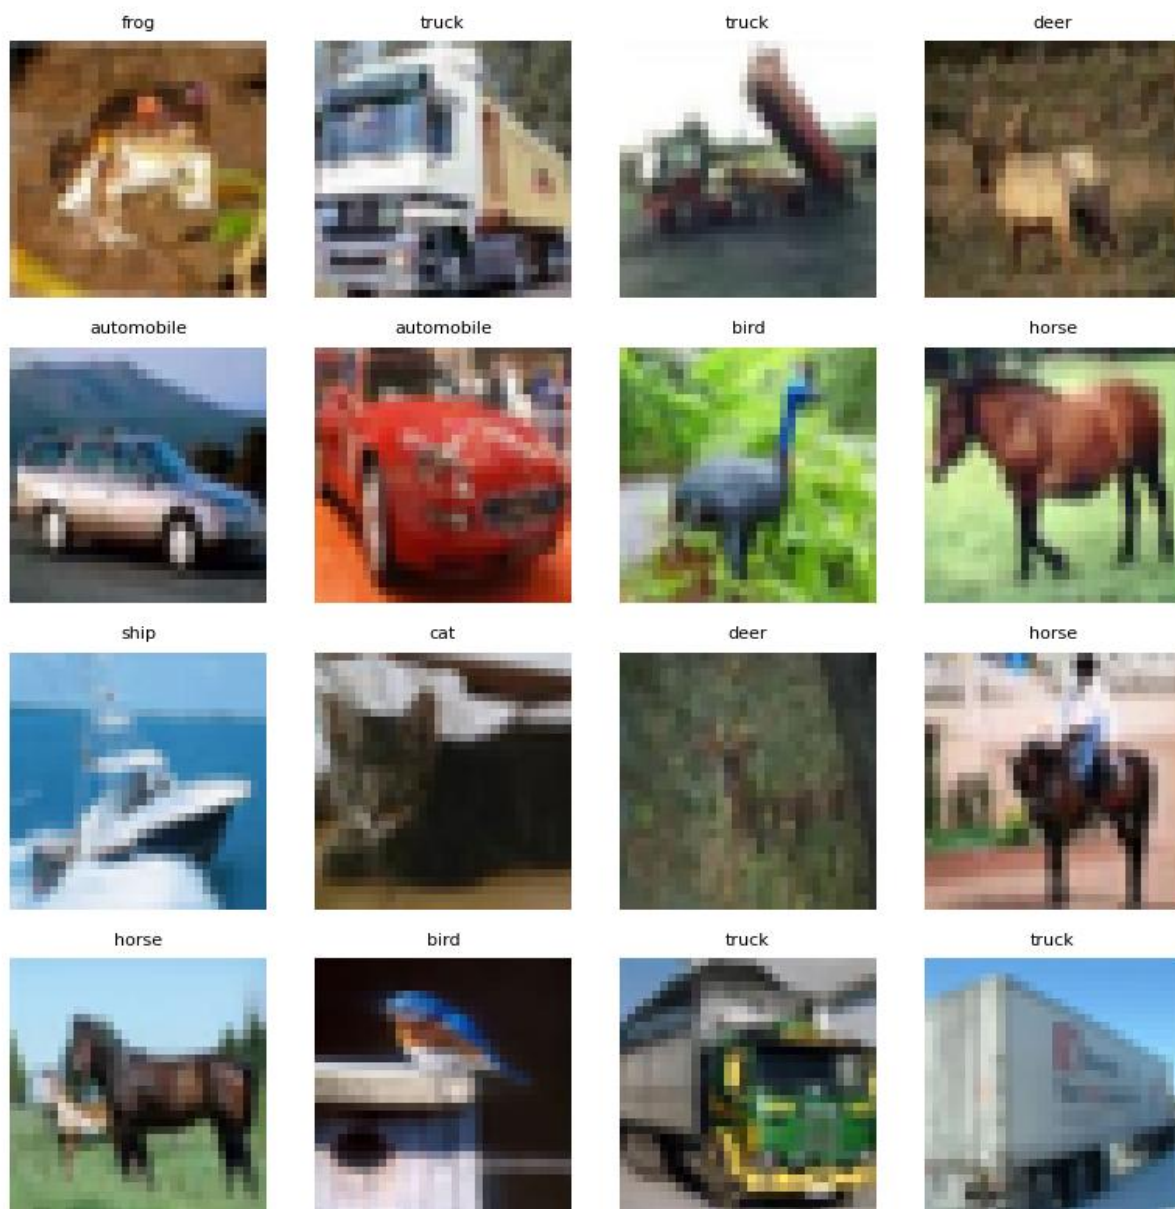 frog truck truck deer
automobile automobile bird horse
ship cat deer horse
horse bird truck truck